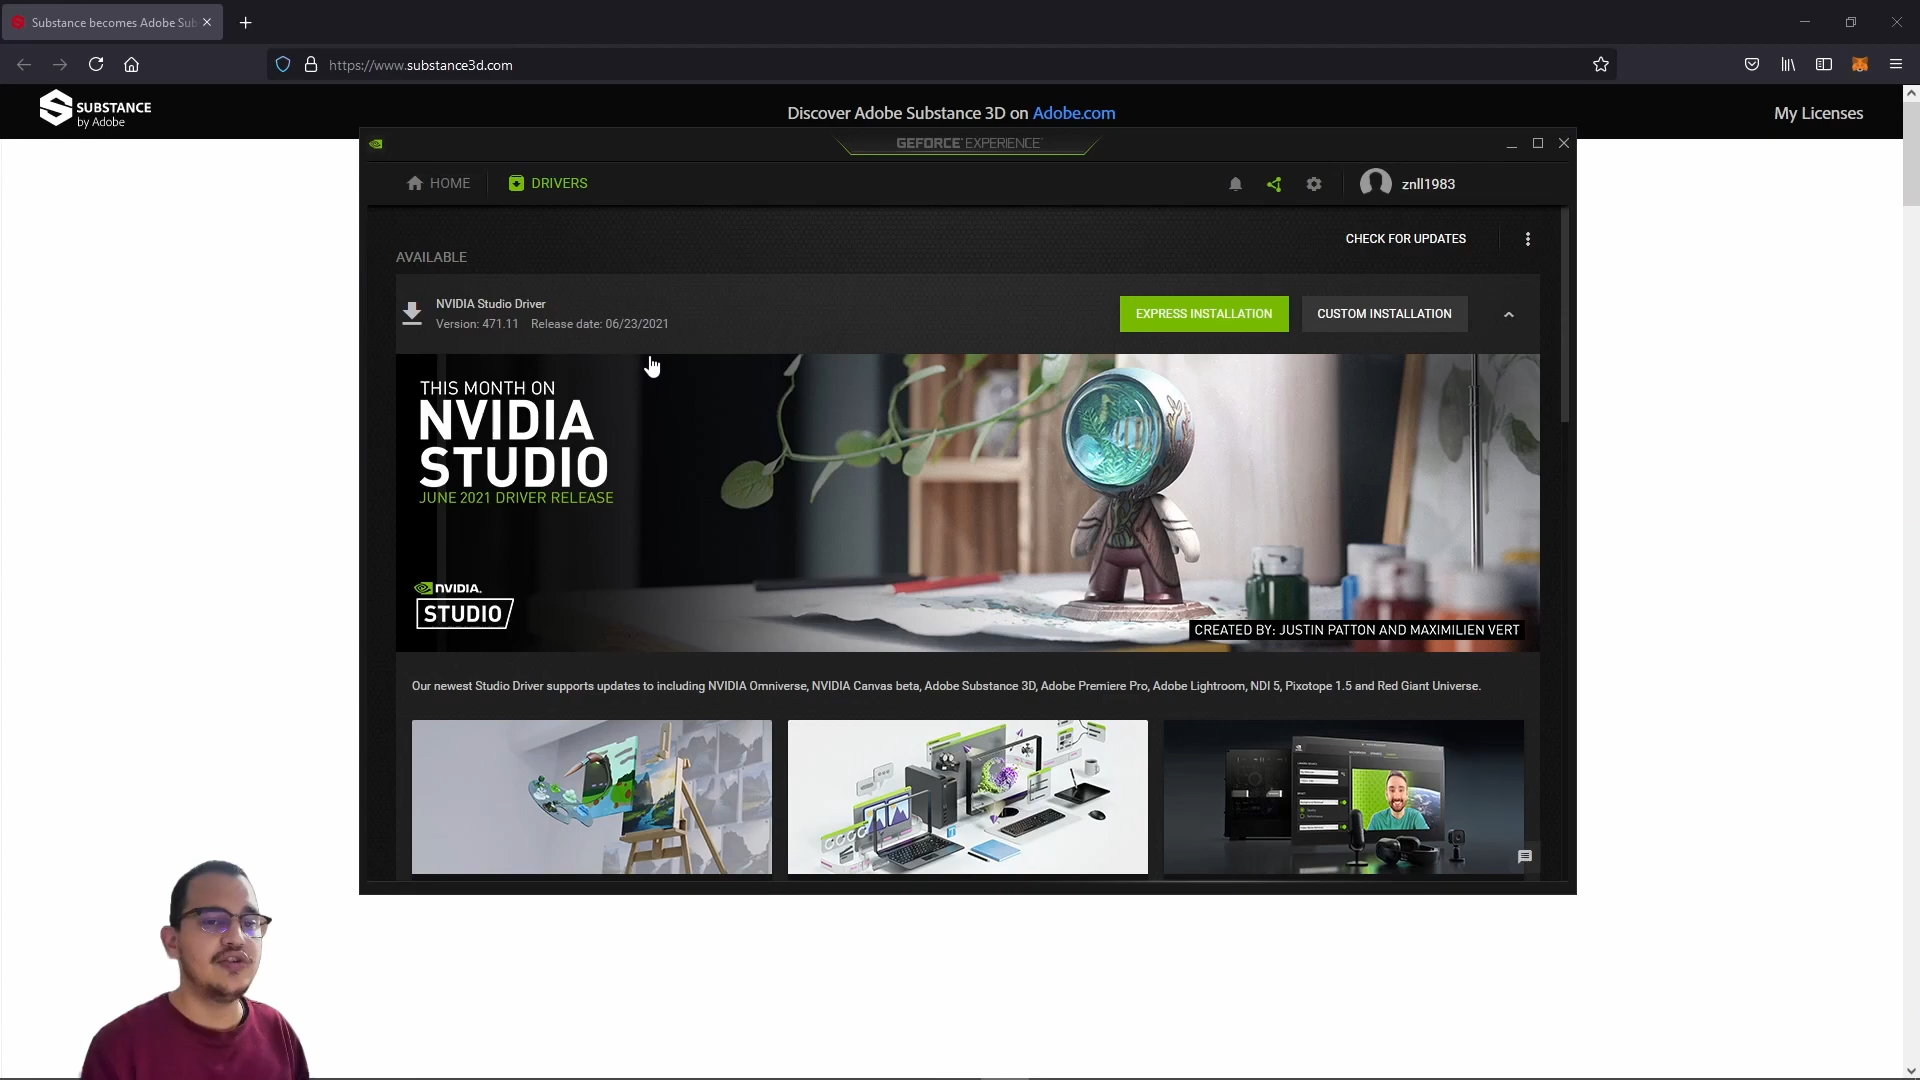 Substance becomes Adobe Sub
https://www.substance3d.com
SUBSTANCE
by Adobe
Discover Adobe Substance 3D on Adobe.com
My Licenses
GEFORCE EXPERIENCE
HOME
DRIVERS
znll1983
CHECK FOR UPDATES
AVAILABLE
NVIDIA Studio Driver
Version: 471.11 Release date: 06/23/2021
EXPRESS INSTALLATION
CUSTOM INSTALLATION
THIS MONTH ON
NVIDIA
STUDIO
JUNE 2021 DRIVER RELEASE
NVIDIA.
STUDIO
CREATED BY: JUSTIN PATTON AND MAXIMILIEN VERT
Our newest Studio Driver supports updates to including NVIDIA Omniverse, NVIDIA Canvas beta, Adobe Substance 3D, Adobe Premiere Pro, Adobe Lightroom, NDI 5, Pixotope 1.5 and Red Giant Universe.